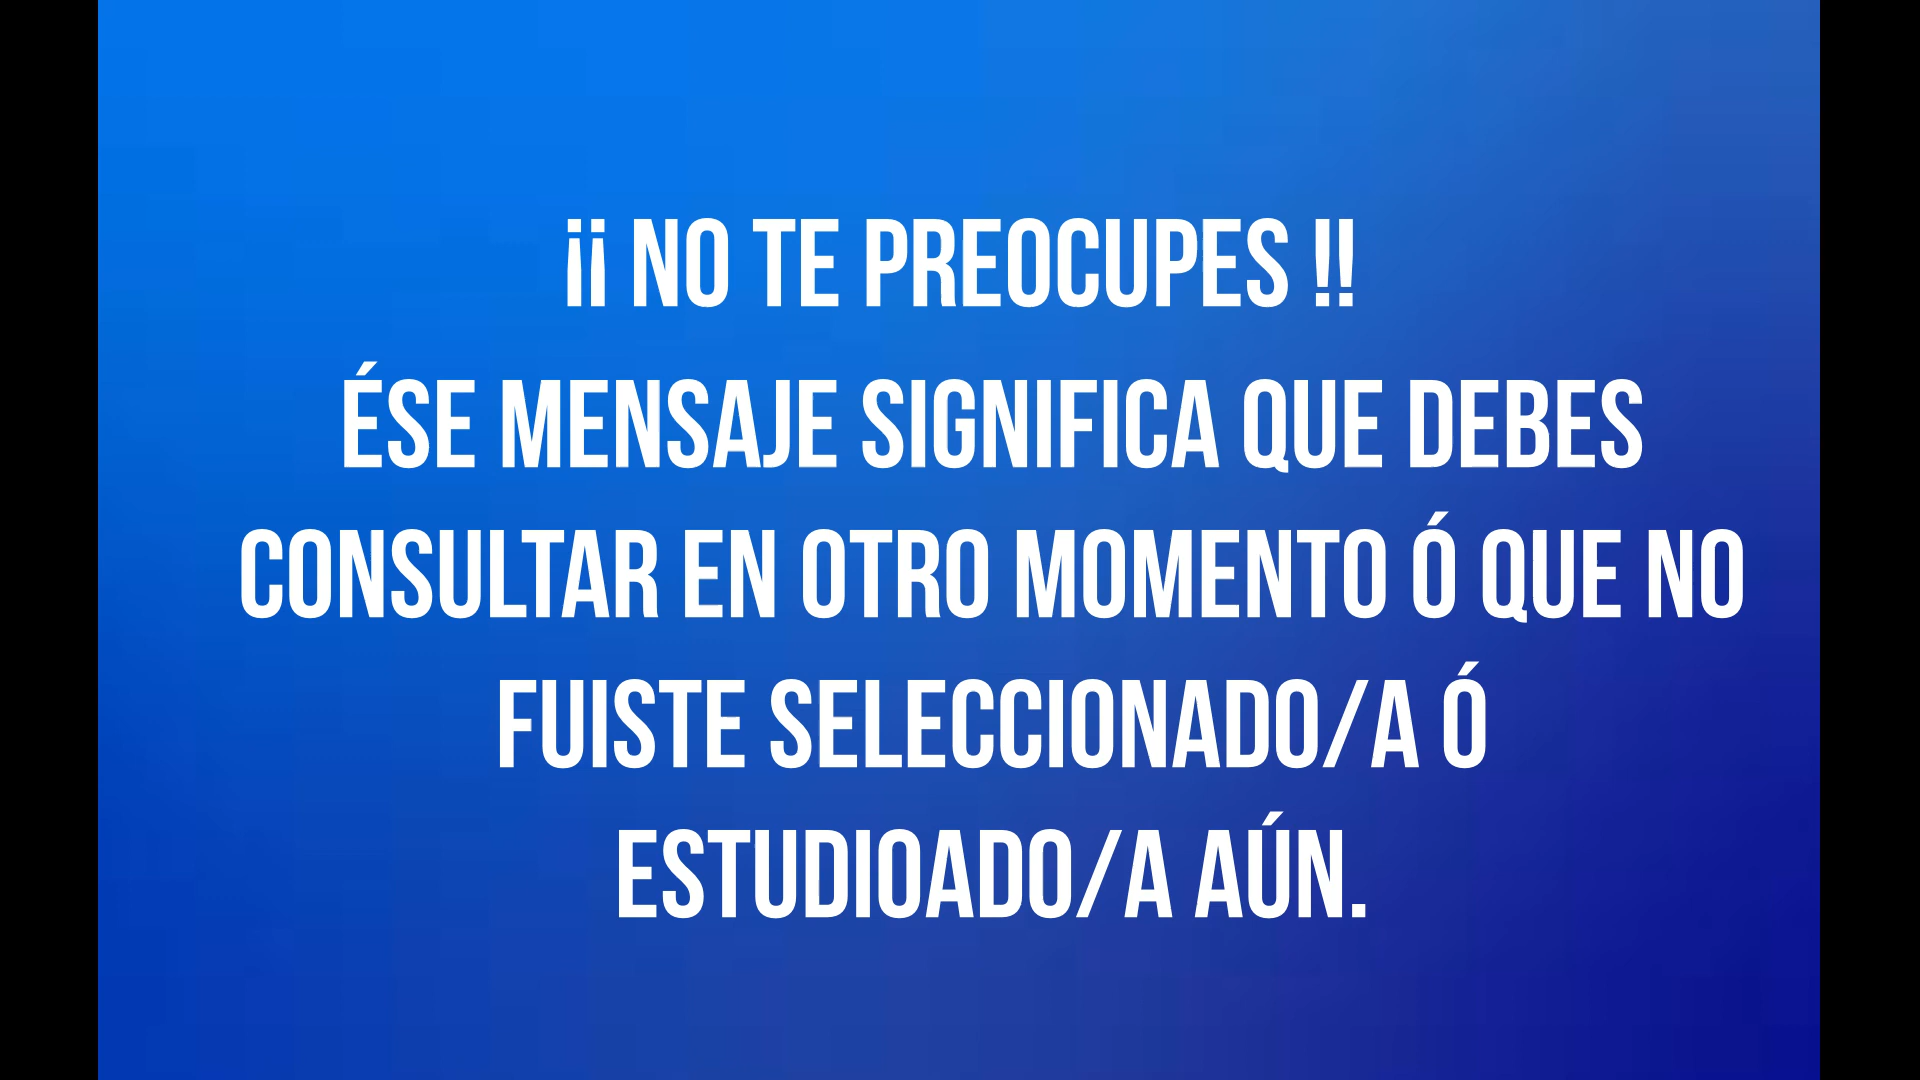 ¡¡ NO TE PREOCUPES !!
ÉSE MENSAJE SIGNIFICA QUE DEBES
CONSULTAR EN OTRO MOMENTO Ó QUE NO
FUISTE SELECCIONADO/A Ó
ESTUDIOADO/A AÚN.